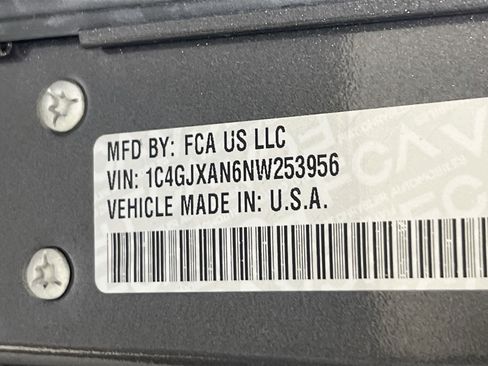 MFD BY: FCA US LLC
VIN: 1C4GJXAN6NW253956
VEHICLE MADE IN: U.S.A.